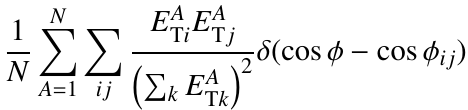 \frac{1}{N} \sum_{A=1}^{N} \sum_{ij} \frac{E_{\mathrm{T}i}^{A} E_{\mathrm{T}j}^{A}}{\left( \sum_{k} E_{\mathrm{T}k}^{A} \right)^{2}} \delta(\cos \phi - \cos \phi_{ij})